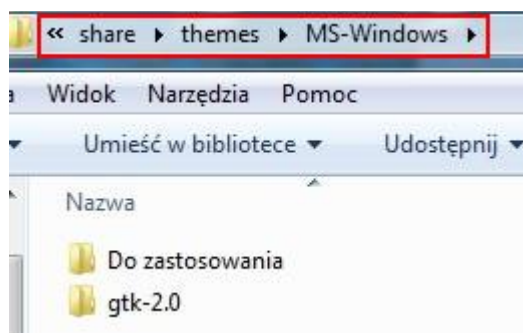 « share ▸ themes ▸ MS-Windows ▸
Widok Narzędzia Pomoc
Umieść w bibliotece ▾ Udostępnij ▾
Nazwa
Do zastosowania
gtk-2.0